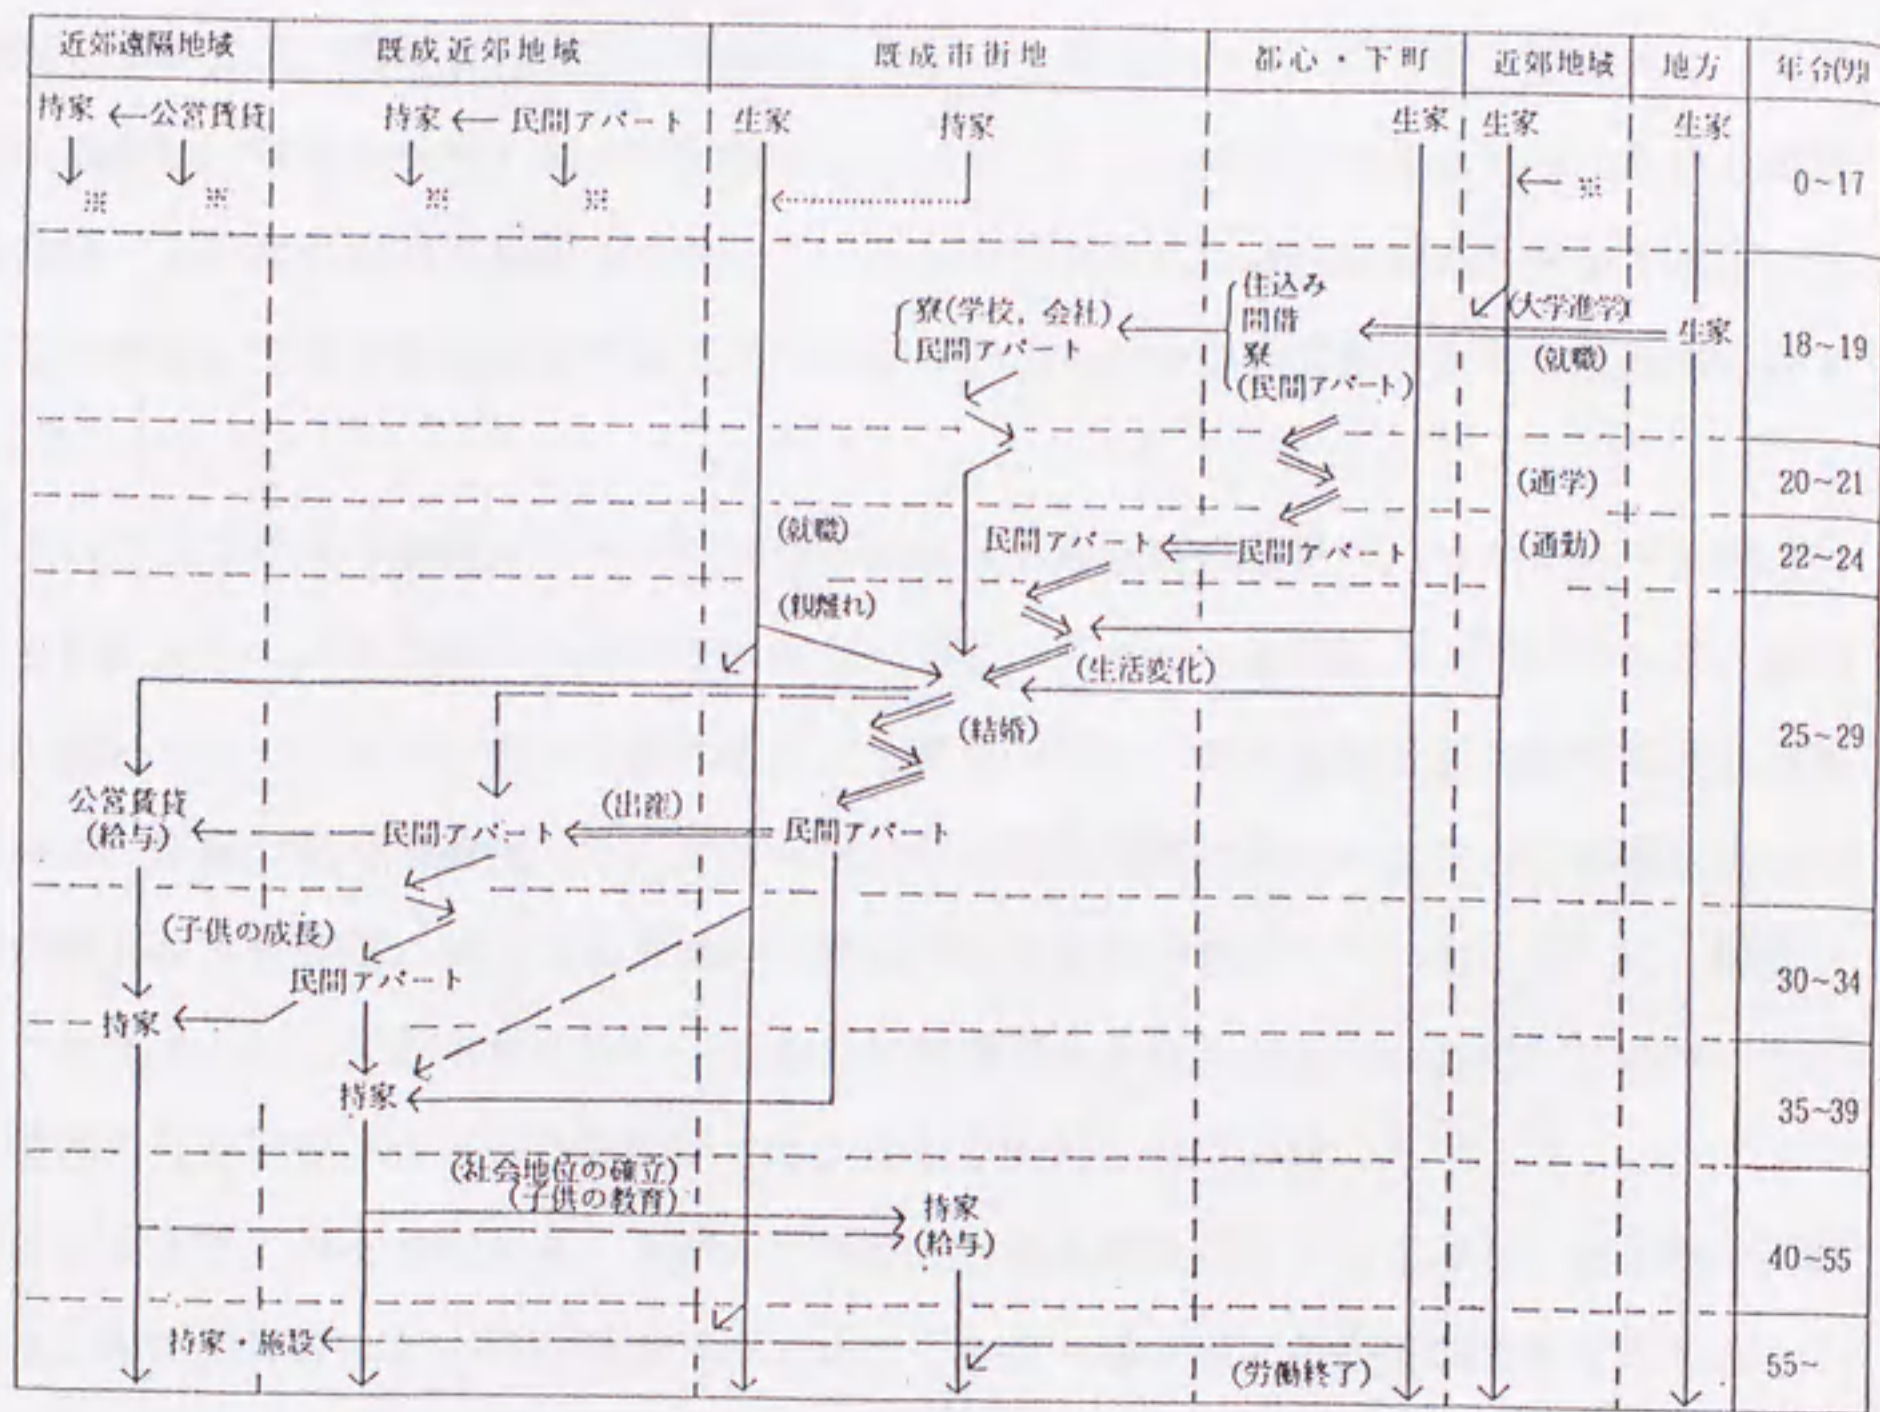 近郊遠隔地域
既成近郊地域
既成市街地
都心・下町
近郊地域
地方
持家 ← 公営賃貸
持家 ← 民間アパート
生家
持家
生家
生家
生家
※
※
※
※
← ※
0~17
寮(学校, 会社)
民間アパート
住込み
間借
寮
(民間アパート)
(大学進学)
(就職)
生家
18~19
(通学)
20~21
(就職)
民間アパート
民間アパート
(通勤)
22~24
(親離れ)
(生活変化)
(結婚)
25~29
公営賃貸
(給与)
民間アパート
(出産)
民間アパート
(子供の成長)
民間アパート
30~34
持家
持家
35~39
(社会地位の確立)
(子供の教育)
持家
(給与)
40~55
持家・施設
(労働終了)
55~